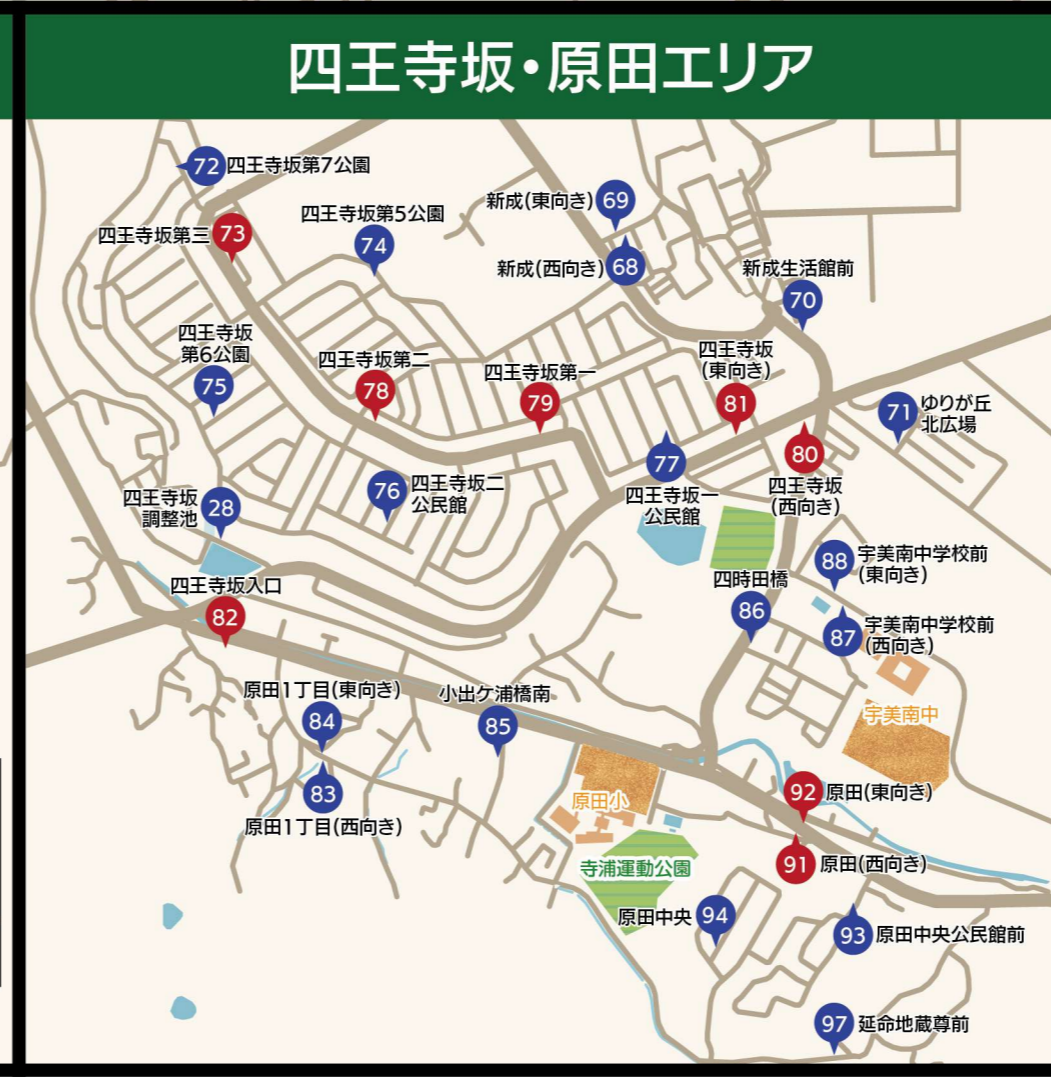 四王寺坂・原田エリア
72 四王寺坂第7公園
四王寺坂第三 73
四王寺坂第5公園
74
新成(東向き) 69
新成(西向き) 68
新成生活館前
70
四王寺坂
第6公園
75
四王寺坂第二
78
四王寺坂第一
79
四王寺坂
(東向き)
81
71 ゆりが丘
北広場
80
四王寺坂
(西向き)
77
四王寺坂一
公民館
76 四王寺坂二
公民館
四王寺坂
調整池 28
四王寺坂入口
82
四時田橋
86
88 宇美南中学校前
(東向き)
87 宇美南中学校前
(西向き)
宇美南中
原田1丁目(東向き)
84
83
原田1丁目(西向き)
小出ケ浦橋南
85
原田小
92 原田(東向き)
91 原田(西向き)
寺浦運動公園
原田中央 94
93 原田中央公民館前
97 延命地蔵尊前